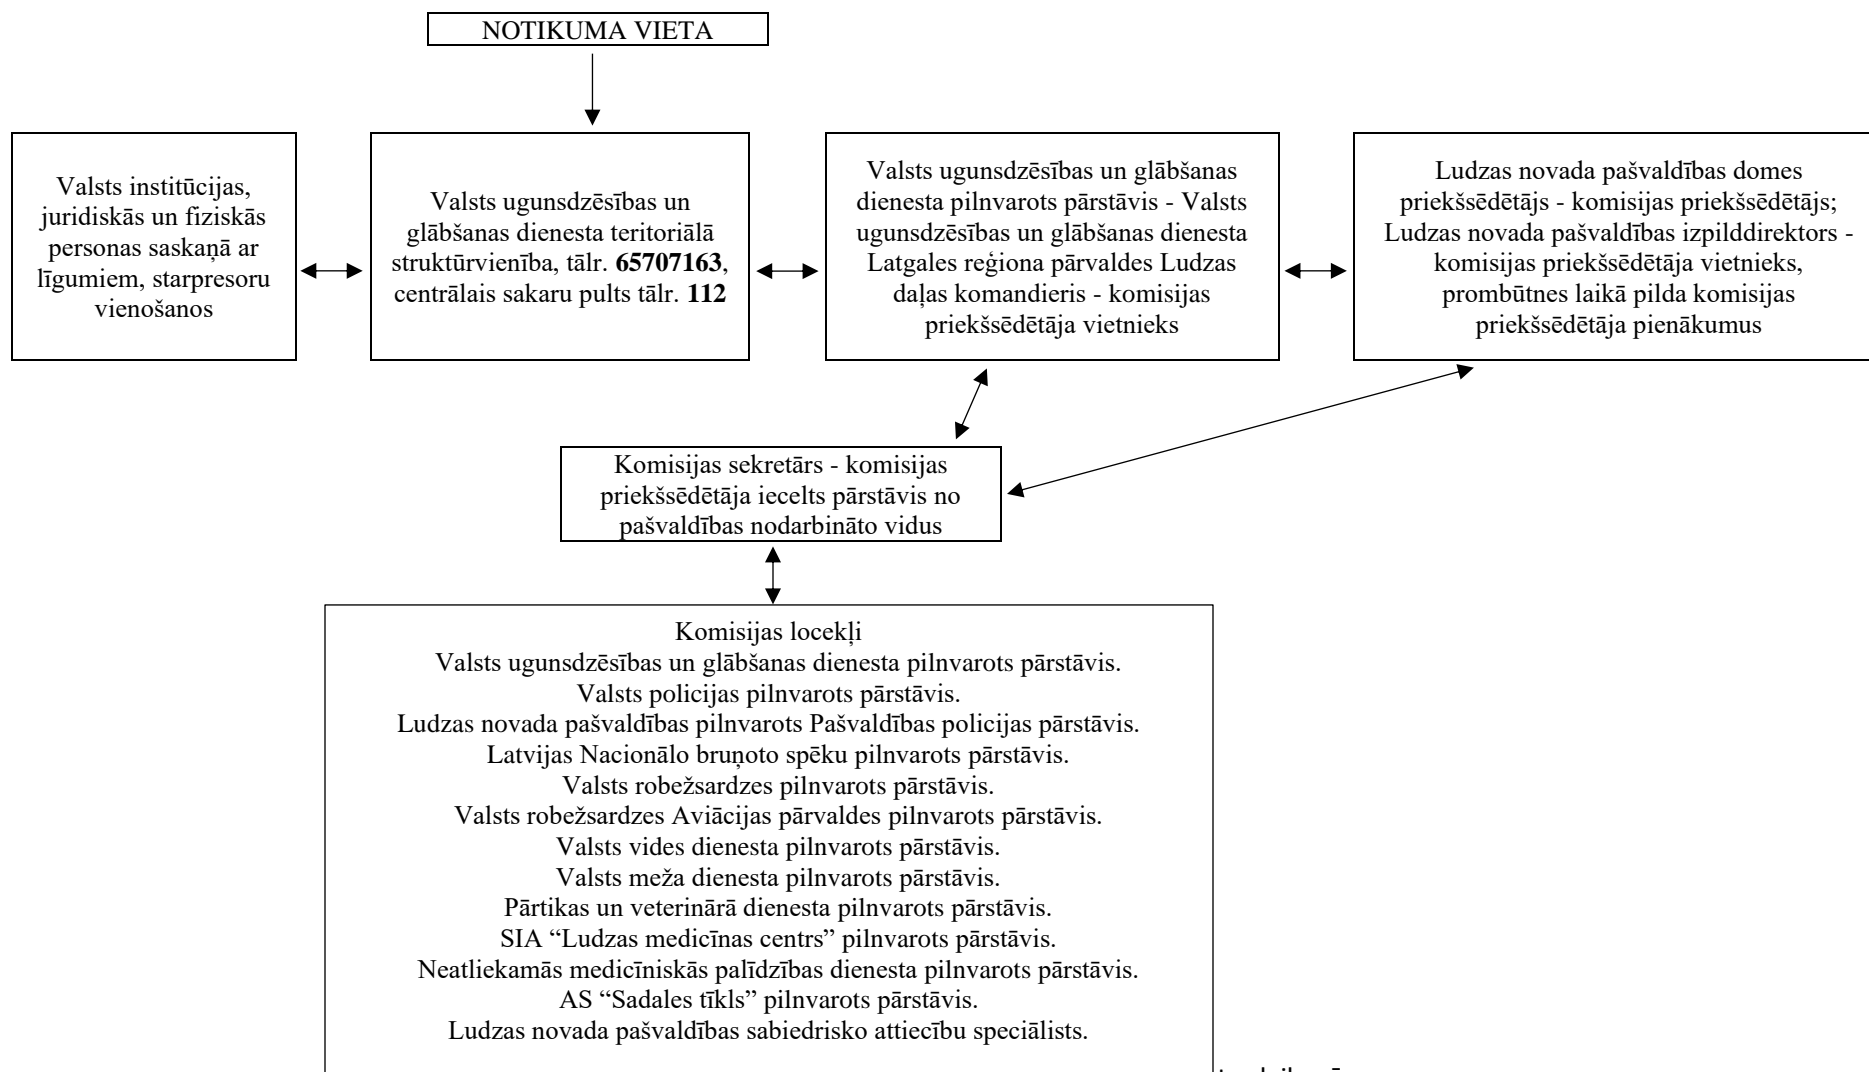 NOTIKUMA VIETA
Valsts institūcijas,
juridiskās un fiziskās
personas saskaņā ar
līgumiem, starpresoru
vienošanos
Valsts ugunsdzēsības un
glābšanas dienesta teritoriālā
struktūrvienība, tālr. 65707163,
centrālais sakaru pults tālr. 112
Valsts ugunsdzēsības un glābšanas
dienesta pilnvarots pārstāvis - Valsts
ugunsdzēsības un glābšanas dienesta
Latgales reģiona pārvaldes Ludzas
daļas komandieris - komisijas
priekšsēdētāja vietnieks
Ludzas novada pašvaldības domes
priekšsēdētājs - komisijas priekšsēdētājs;
Ludzas novada pašvaldības izpilddirektors -
komisijas priekšsēdētāja vietnieks,
prombūtnes laikā pilda komisijas
priekšsēdētāja pienākumus
Komisijas sekretārs - komisijas
priekšsēdētāja iecelts pārstāvis no
pašvaldības nodarbināto vidus
Komisijas locekļi
Valsts ugunsdzēsības un glābšanas dienesta pilnvarots pārstāvis.
Valsts policijas pilnvarots pārstāvis.
Ludzas novada pašvaldības pilnvarots Pašvaldības policijas pārstāvis.
Latvijas Nacionālo bruņoto spēku pilnvarots pārstāvis.
Valsts robežsardzes pilnvarots pārstāvis.
Valsts robežsardzes Aviācijas pārvaldes pilnvarots pārstāvis.
Valsts vides dienesta pilnvarots pārstāvis.
Valsts meža dienesta pilnvarots pārstāvis.
Pārtikas un veterinārā dienesta pilnvarots pārstāvis.
SIA “Ludzas medicīnas centrs” pilnvarots pārstāvis.
Neatliekamās medicīniskās palīdzības dienesta pilnvarots pārstāvis.
AS “Sadales tīkls” pilnvarots pārstāvis.
Ludzas novada pašvaldības sabiedrisko attiecību speciālists.